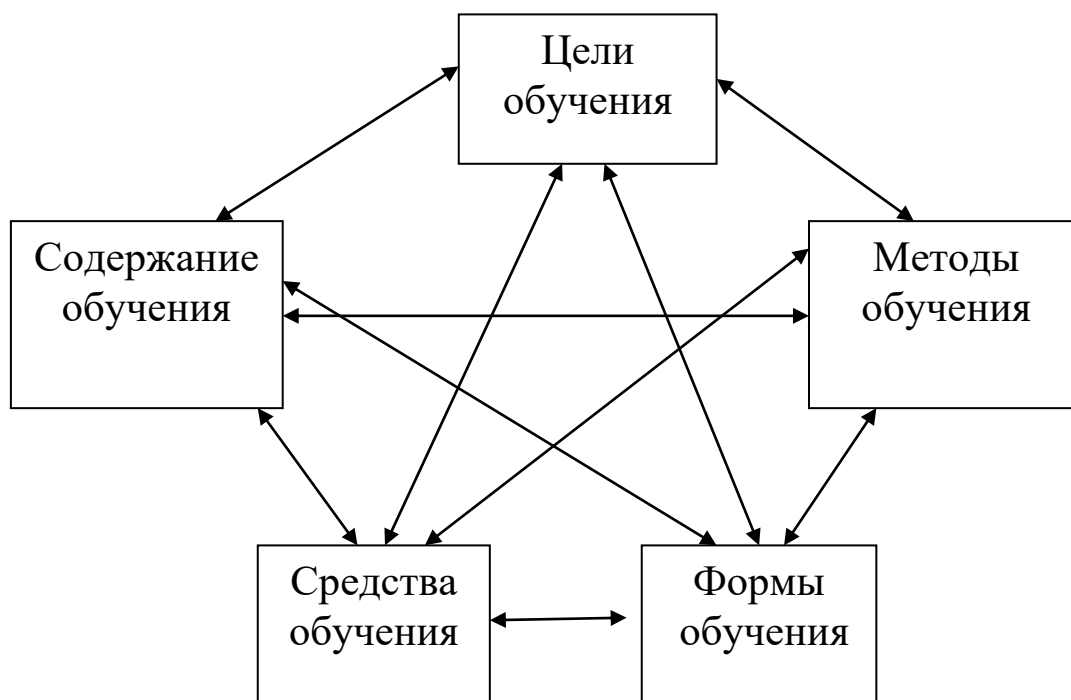 Цели
обучения
Содержание
обучения
Методы
обучения
Средства
обучения
Формы
обучения